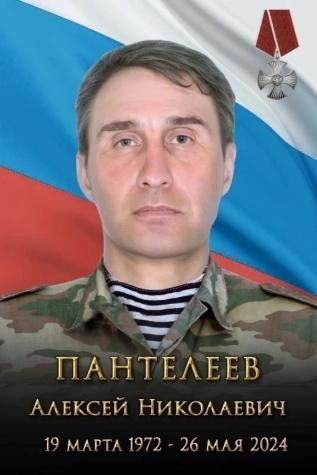 ПАНТЕЛЕЕВ
АЛЕКСЕЙ НИКОЛАЕВИЧ
19 МАРТА 1972 - 26 МАЯ 2024